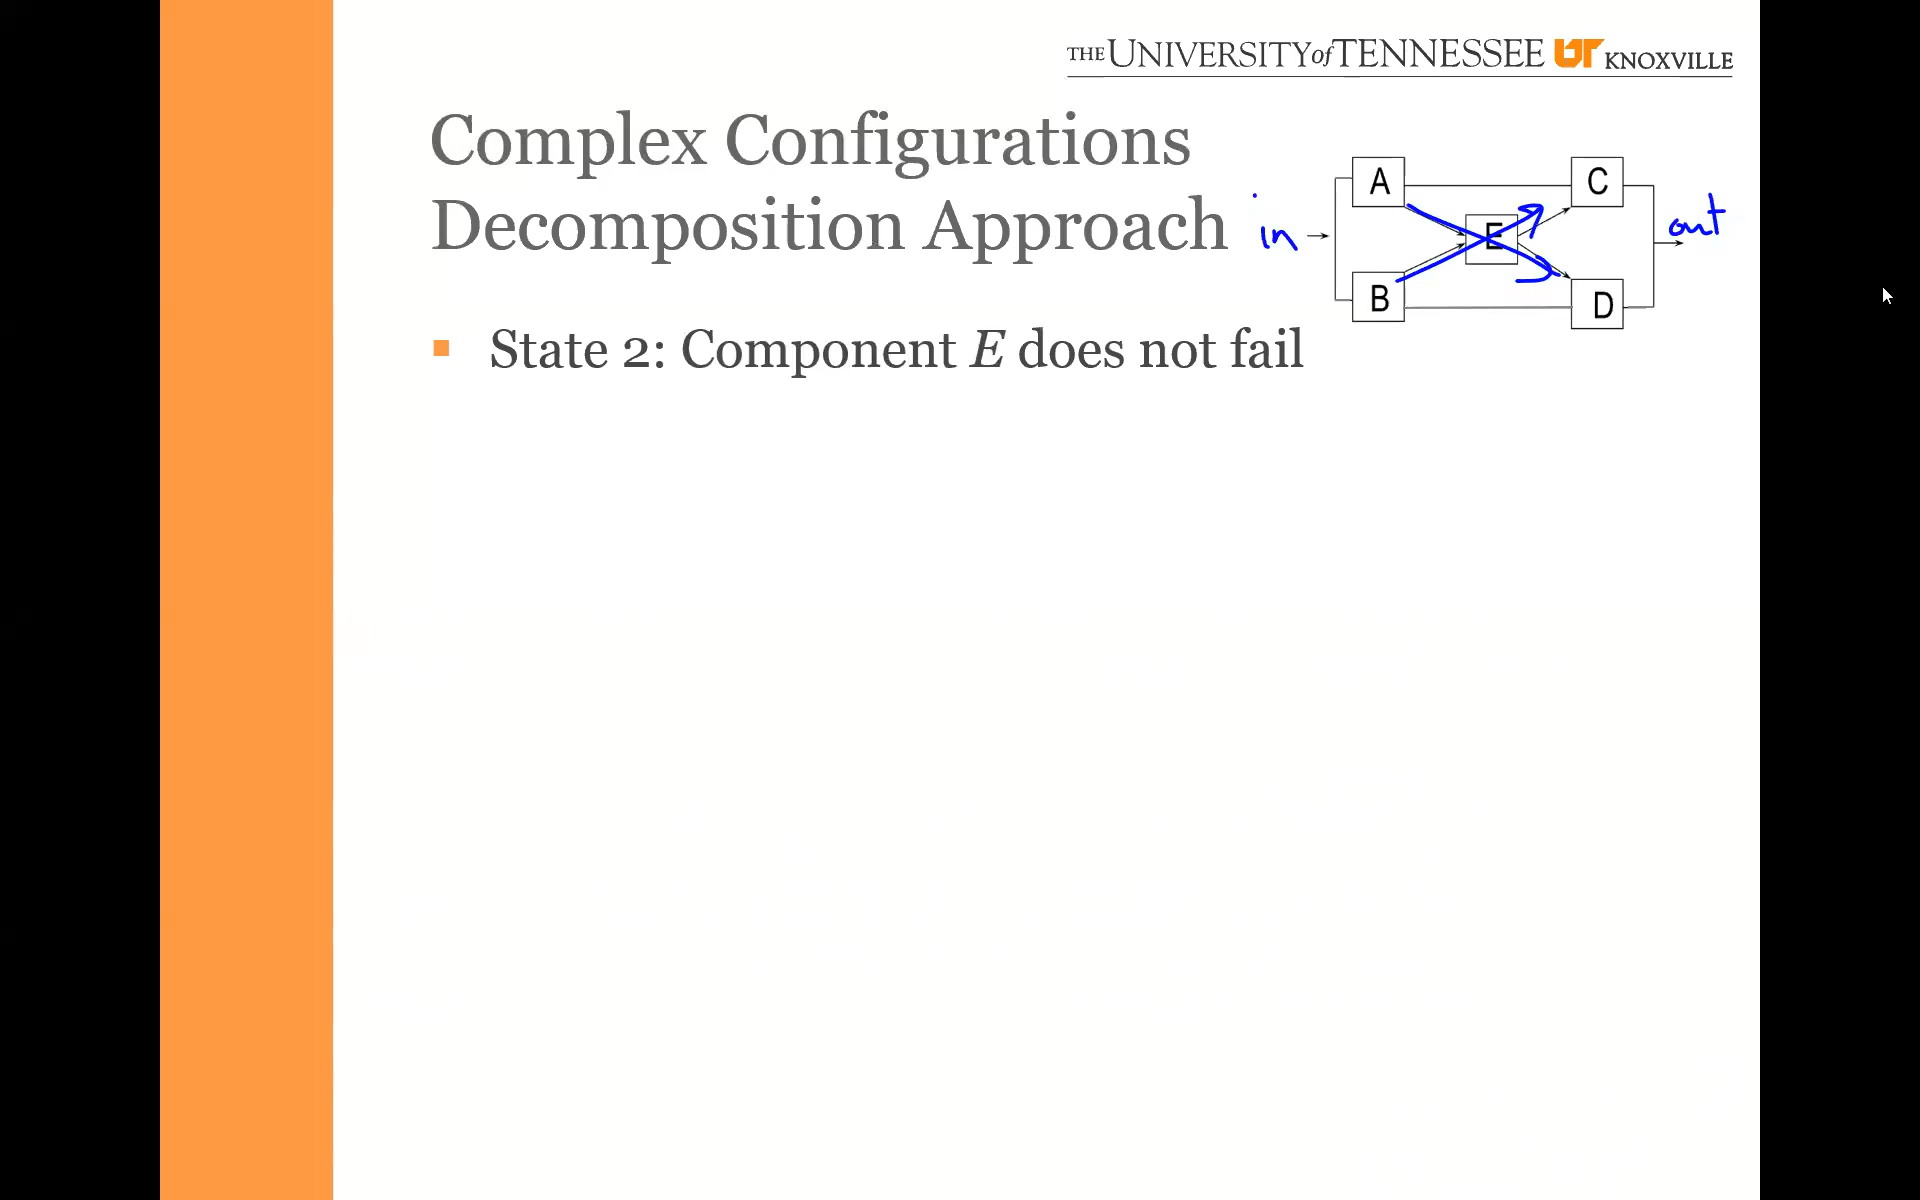 THE UNIVERSITY of TENNESSEE UT KNOXVILLE
Complex Configurations
Decomposition Approach
A
C
in
E
out
B
D
State 2: Component E does not fail